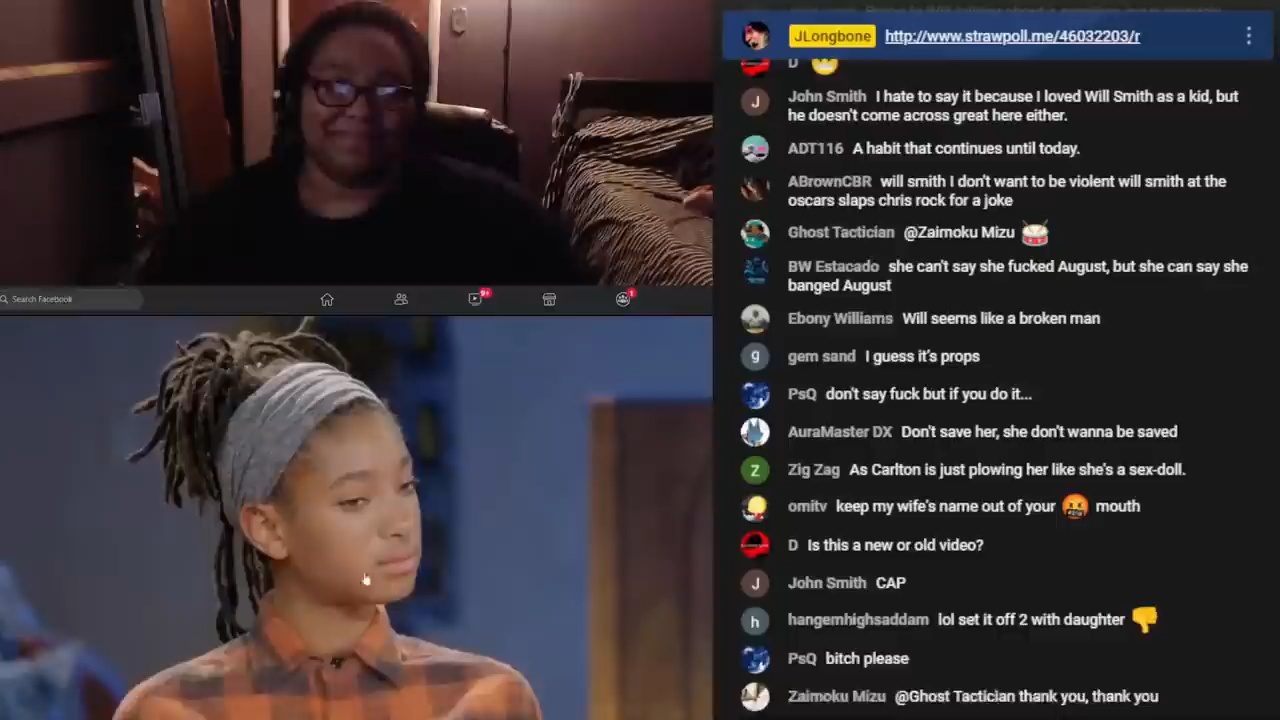 JLongbone http://www.strawpoll.me/46032203/r
D
John Smith I hate to say it because I loved Will Smith as a kid, but
he doesn't come across great here either.
ADT116 A habit that continues until today.
ABrownCBR will smith I don't want to be violent will smith at the
oscars slaps chris rock for a joke
Ghost Tactician @Zaimoku Mizu
BW Estacado she can't say she fucked August, but she can say she
banged August
Ebony Williams Will seems like a broken man
g
gem sand I guess it's props
PsQ don't say fuck but if you do it...
AuraMaster DX Don't save her, she don't wanna be saved
Z
Zig Zag As Carlton is just plowing her like she's a sex-doll.
omitv keep my wife's name out of your mouth
D Is this a new or old video?
J
John Smith CAP
h
hangemhighsaddam lol set it off 2 with daughter
PsQ bitch please
Zaimoku Mizu @Ghost Tactician thank you, thank you
Search Facebook
9+
1